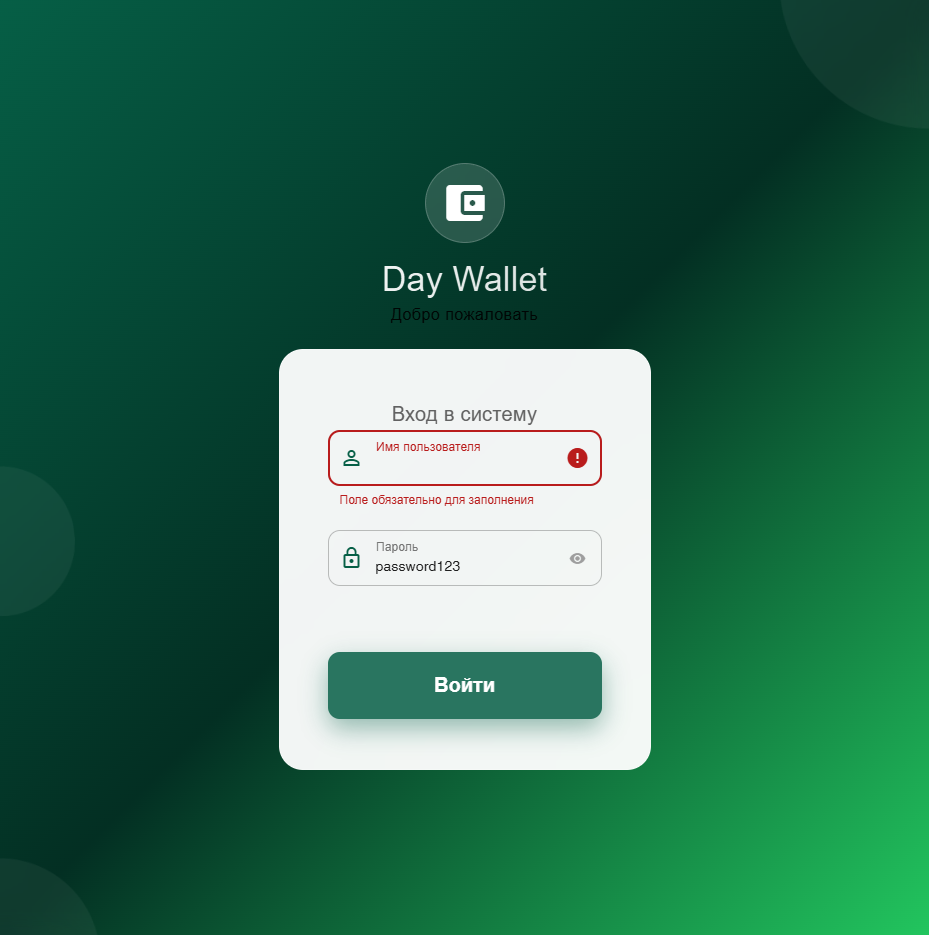 Day Wallet
Добро пожаловать
Вход в систему
Имя пользователя
Поле обязательно для заполнения
Пароль
password123
Войти